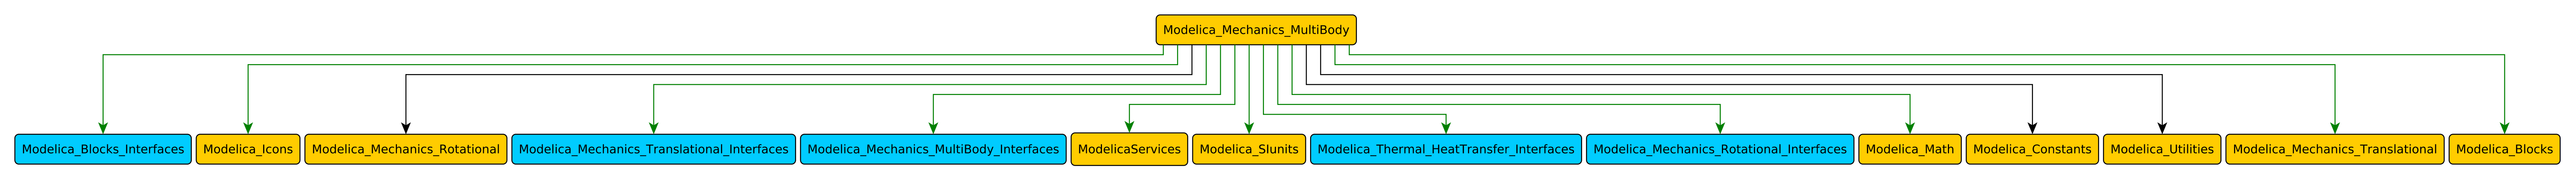 Modelica_Mechanics_MultiBody
Modelica_Blocks_Interfaces
Modelica_Icons
Modelica_Mechanics_Rotational
Modelica_Mechanics_Translational_Interfaces
Modelica_Mechanics_MultiBody_Interfaces
ModelicaServices
Modelica_SIunits
Modelica_Thermal_HeatTransfer_Interfaces
Modelica_Mechanics_Rotational_Interfaces
Modelica_Math
Modelica_Constants
Modelica_Utilities
Modelica_Mechanics_Translational
Modelica_Blocks